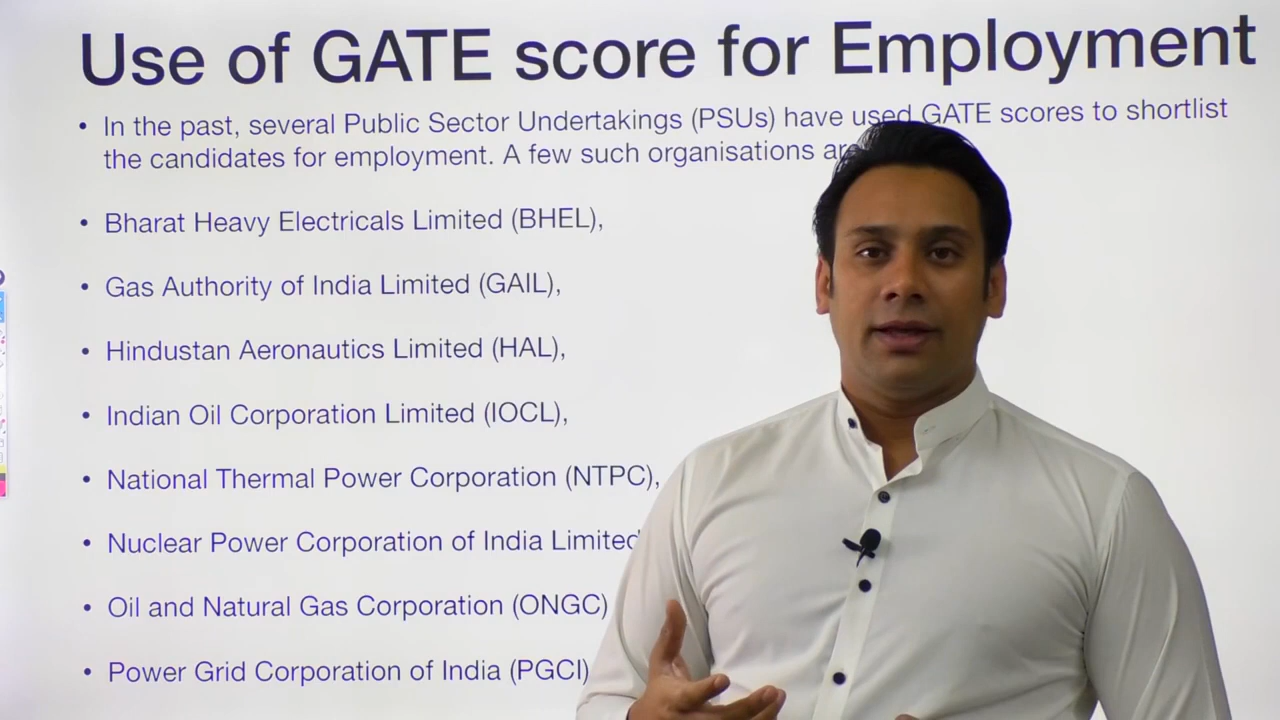 Use of GATE score for Employment
• In the past, several Public Sector Undertakings (PSUs) have used GATE scores to shortlist
the candidates for employment. A few such organisations are
• Bharat Heavy Electricals Limited (BHEL),
• Gas Authority of India Limited (GAIL),
• Hindustan Aeronautics Limited (HAL),
• Indian Oil Corporation Limited (IOCL),
• National Thermal Power Corporation (NTPC),
• Nuclear Power Corporation of India Limited
• Oil and Natural Gas Corporation (ONGC)
• Power Grid Corporation of India (PGCI)